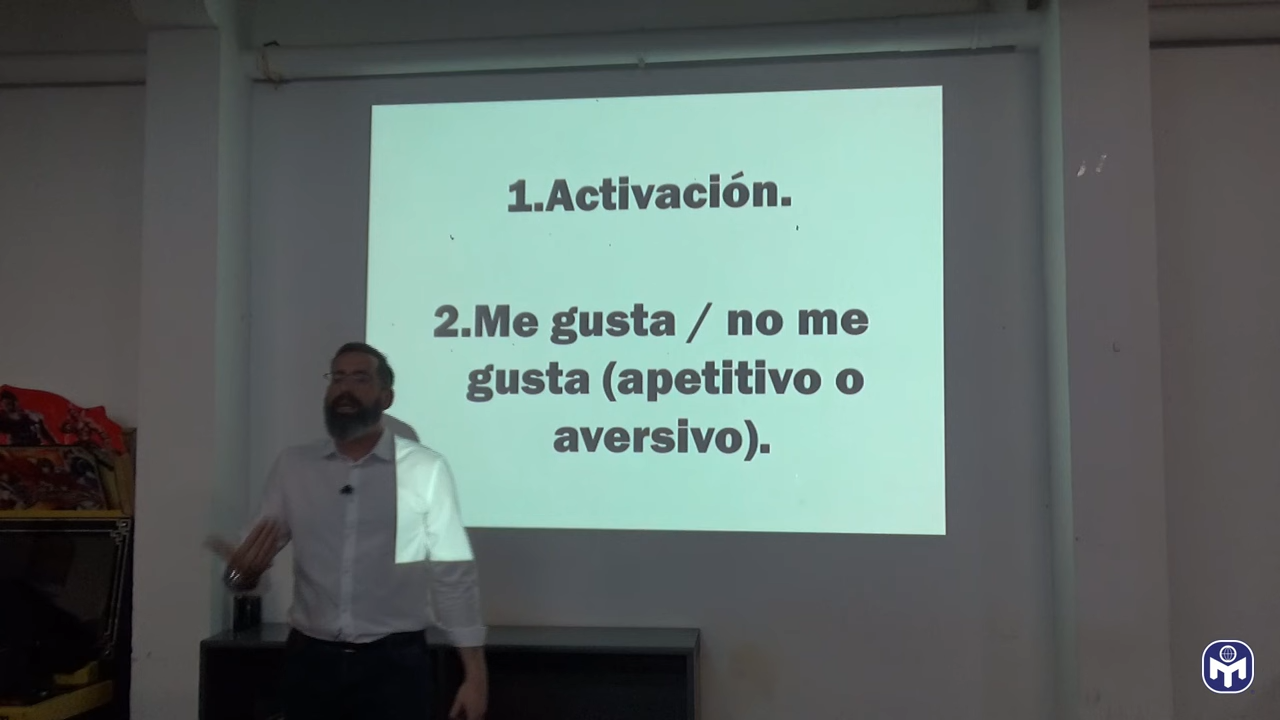 1.Activación.
2.Me gusta / no me
gusta (apetitivo o
aversivo).